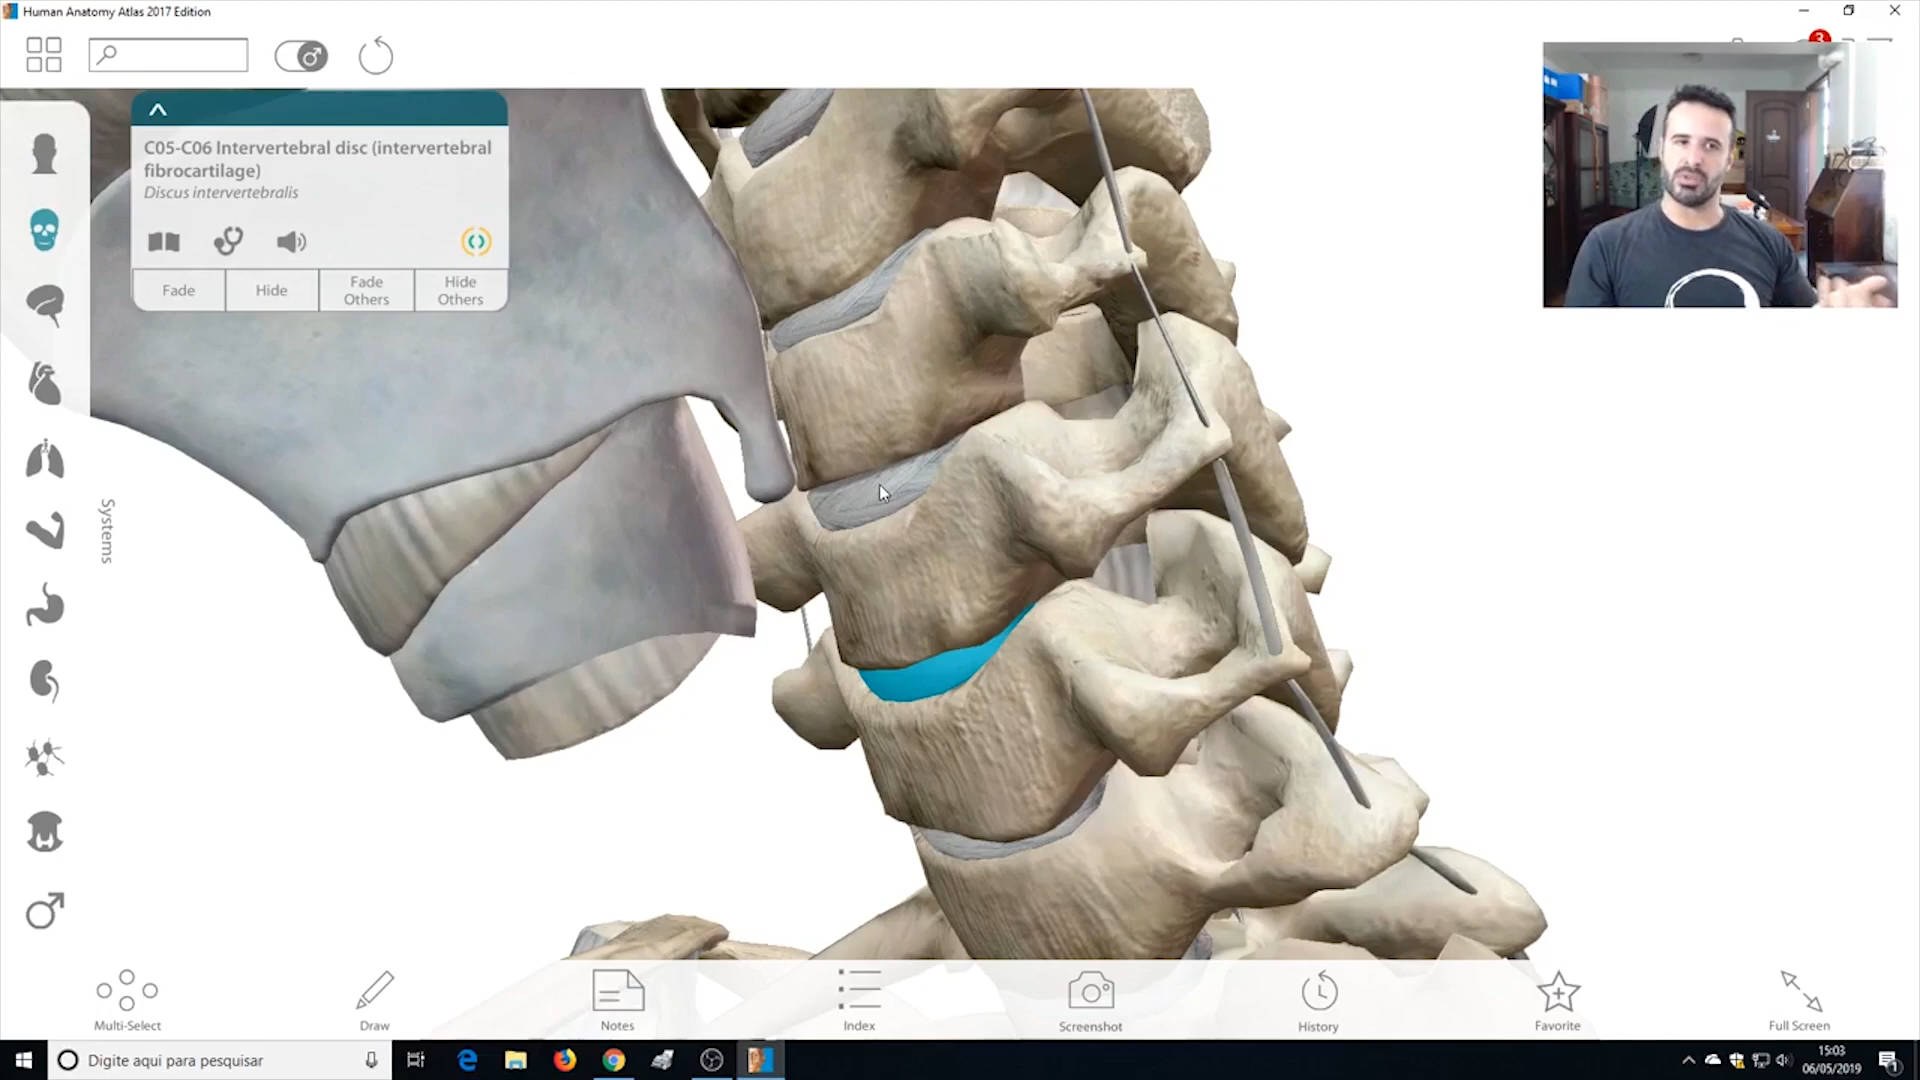 Human Anatomy Atlas 2017 Edition
3
C05-C06 Intervertebral disc (intervertebral
fibrocartilage)
Discus intervertebralis
Fade
Hide
Fade
Others
Hide
Others
Systems
Multi-Select
Draw
Notes
Index
Screenshot
History
Favorite
Full Screen
Digite aqui para pesquisar
15:03
06/05/2019
1